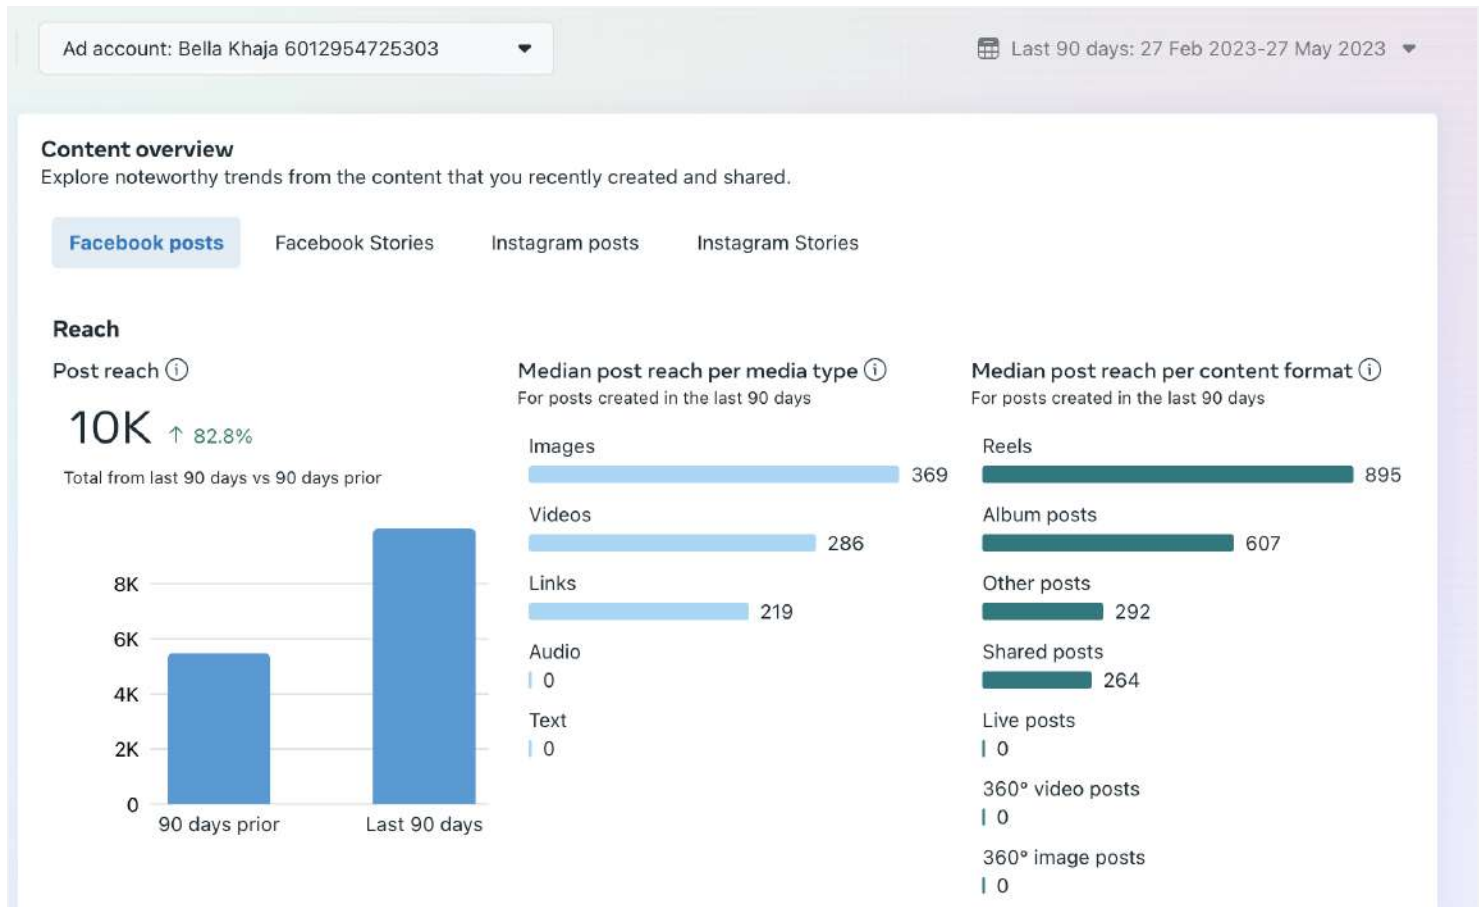 Ad account: Bella Khaja 6012954725303
Last 90 days: 27 Feb 2023-27 May 2023
Content overview
Explore noteworthy trends from the content that you recently created and shared.
Facebook posts
Facebook Stories
Instagram posts
Instagram Stories
Reach
Post reach
10K ↑ 82.8%
Total from last 90 days vs 90 days prior
8K
6K
4K
2K
0
90 days prior
Last 90 days
Median post reach per media type
For posts created in the last 90 days
Images
369
Videos
286
Links
219
Audio
0
Text
0
Median post reach per content format
For posts created in the last 90 days
Reels
895
Album posts
607
Other posts
292
Shared posts
264
Live posts
0
360° video posts
0
360° image posts
0